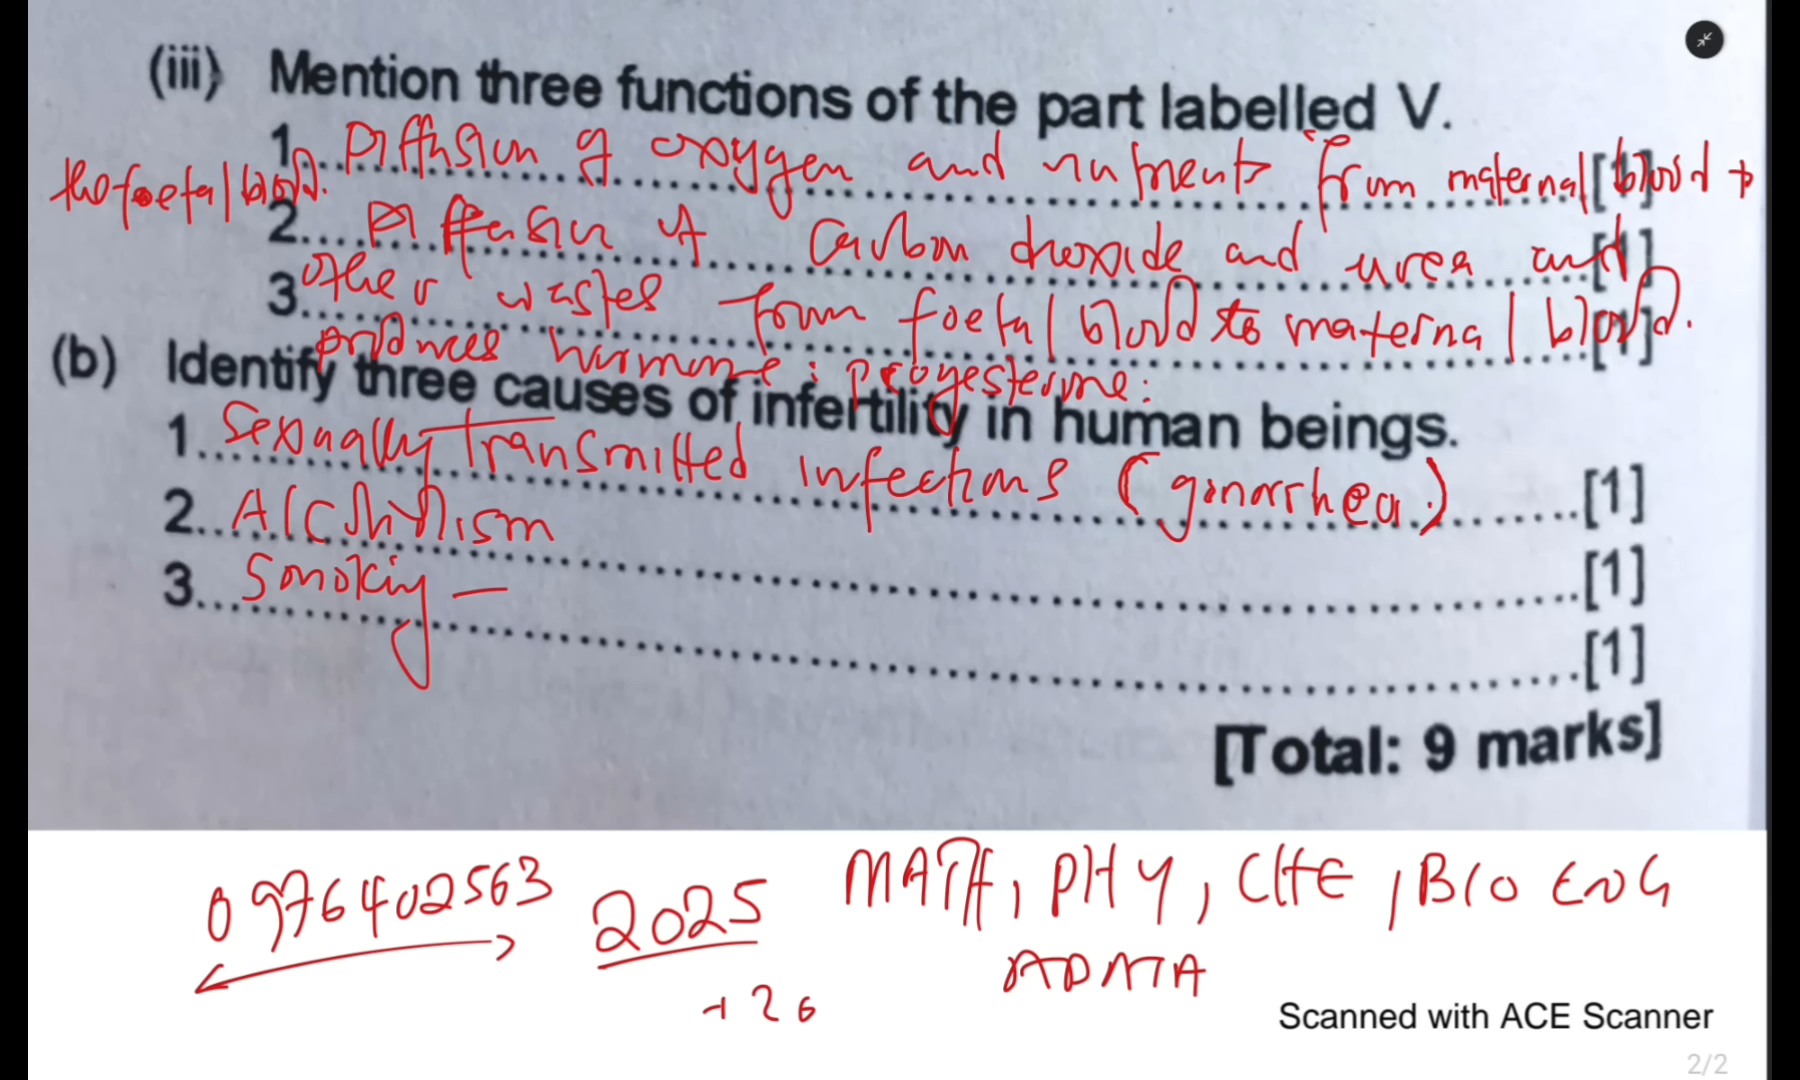 (iii) Mention three functions of the part labelled V.
1. Diffusion of oxygen and nutrients from maternal blood to [1]
the foetal blood.
2. Diffusion of Carbon dioxide and urea and [1]
other wastes from foetal blood to maternal blood.
3. produces hormone: progesterone: [1]
(b) Identify three causes of infertility in human beings.
1. Sexually Transmitted infections (gonorrhea) [1]
2. Alcoholism [1]
3. Smoking — [1]
[Total: 9 marks]
0976402563 2025 MATH, PHY, CHE, BIO ENG
ADMA
+26
Scanned with ACE Scanner
2/2